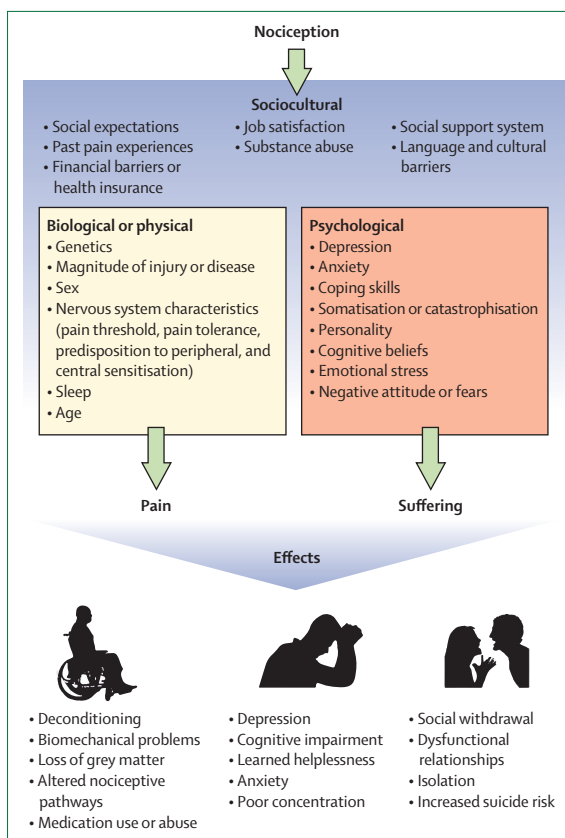 Nociception
Sociocultural
• Social expectations
• Past pain experiences
• Financial barriers or
health insurance
• Job satisfaction
• Substance abuse
• Social support system
• Language and cultural
barriers
Biological or physical
• Genetics
• Magnitude of injury or disease
• Sex
• Nervous system characteristics
(pain threshold, pain tolerance,
predisposition to peripheral, and
central sensitisation)
• Sleep
• Age
Psychological
• Depression
• Anxiety
• Coping skills
• Somatisation or catastrophisation
• Personality
• Cognitive beliefs
• Emotional stress
• Negative attitude or fears
Pain
Suffering
Effects
• Deconditioning
• Biomechanical problems
• Loss of grey matter
• Altered nociceptive
pathways
• Medication use or abuse
• Depression
• Cognitive impairment
• Learned helplessness
• Anxiety
• Poor concentration
• Social withdrawal
• Dysfunctional
relationships
• Isolation
• Increased suicide risk